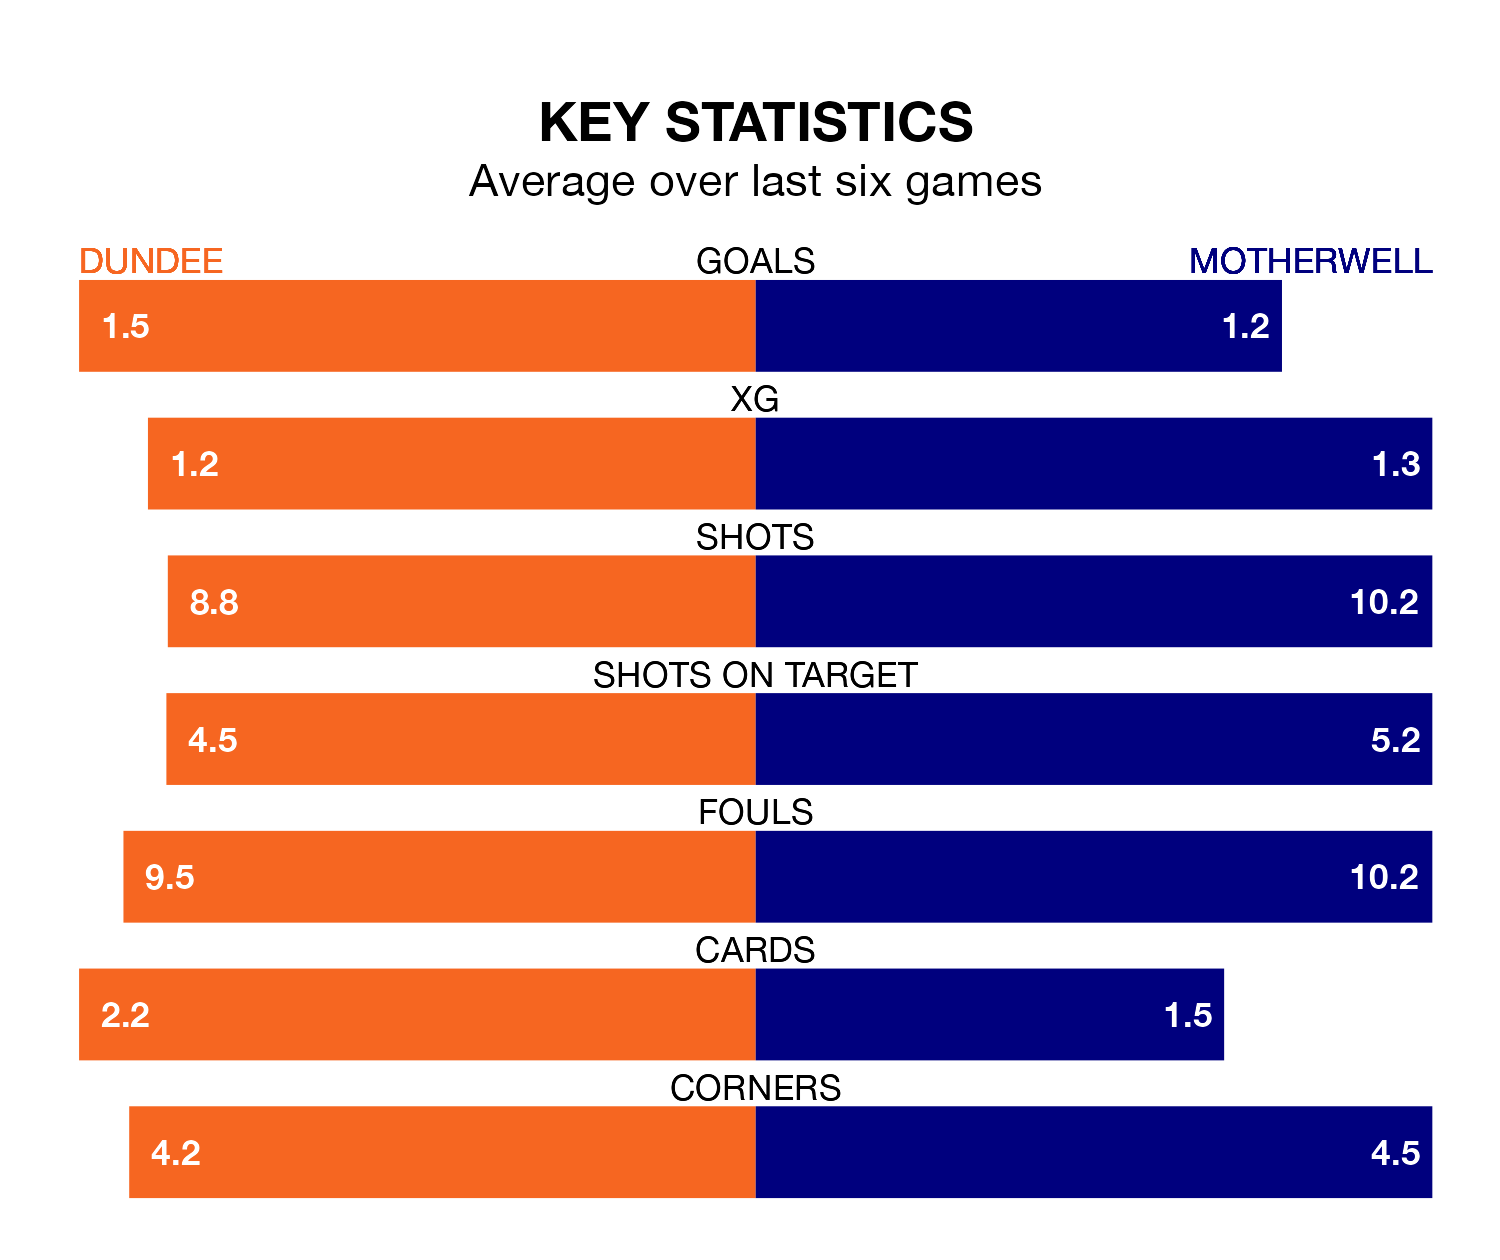 KEY STATISTICS
Average over last six games
DUNDEE GOALS MOTHERWELL
1.5 1.2
XG
1.2 1.3
SHOTS
8.8 10.2
SHOTS ON TARGET
4.5 5.2
FOULS
9.5 10.2
CARDS
2.2 1.5
CORNERS
4.2 4.5